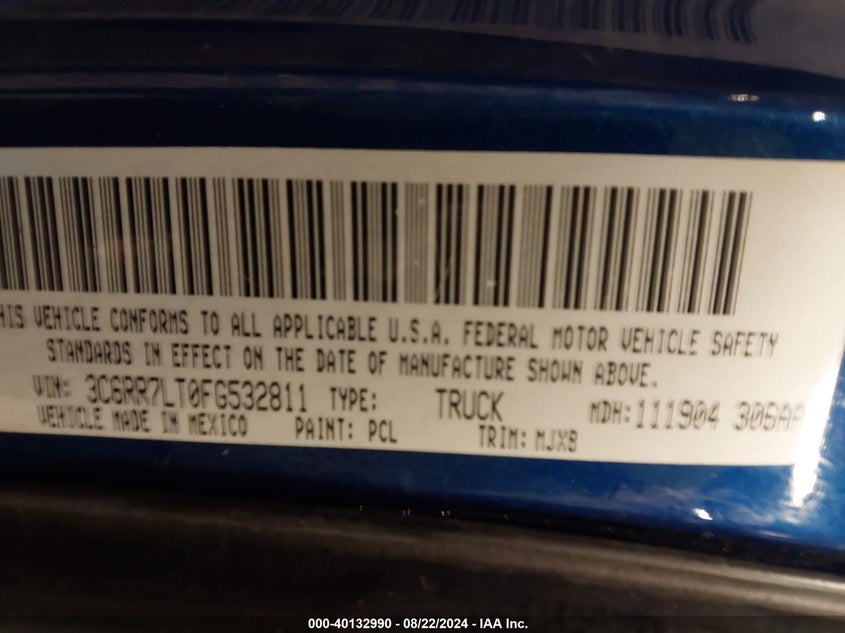 HIS VEHICLE CONFORMS TO ALL APPLICABLE U.S.A. FEDERAL MOTOR VEHICLE SAFETY
STANDARDS IN EFFECT ON THE DATE OF MANUFACTURE SHOWN ABOVE.
VIN: 3C6RR7LT0FG532811 TYPE: TRUCK MDH: 111904 306AA
VEHICLE MADE IN MEXICO PAINT: PCL TRIM: MJX8
000-40132990 - 08/22/2024 - IAA Inc.